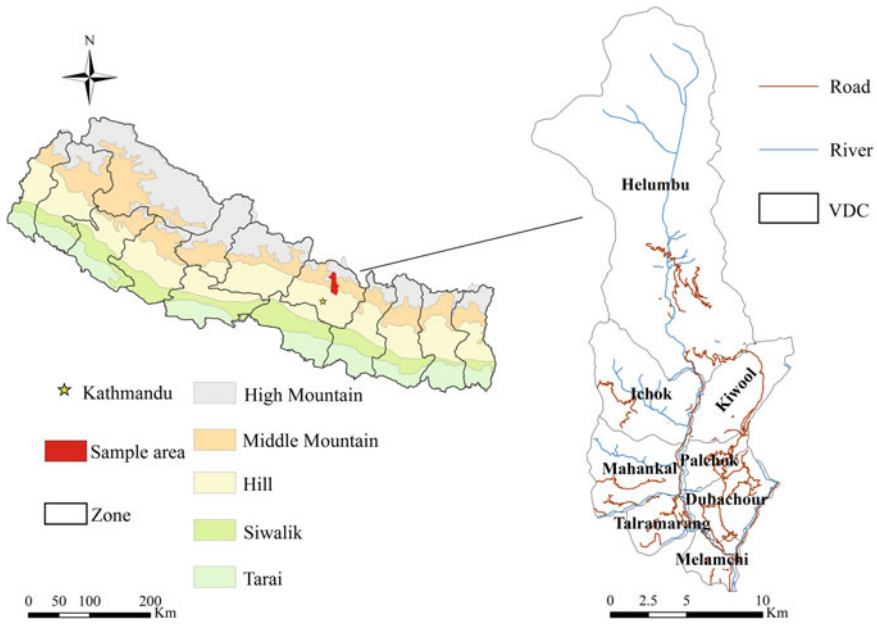 N
Kathmandu
Sample area
Zone
High Mountain
Middle Mountain
Hill
Siwalik
Tarai
0 50 100 200
Km
Road
River
VDC
Helumbu
Ichok
Kiwool
Mahankal
Palchok
Dubachour
Talramarang
Melamchi
0 2.5 5 10
Km